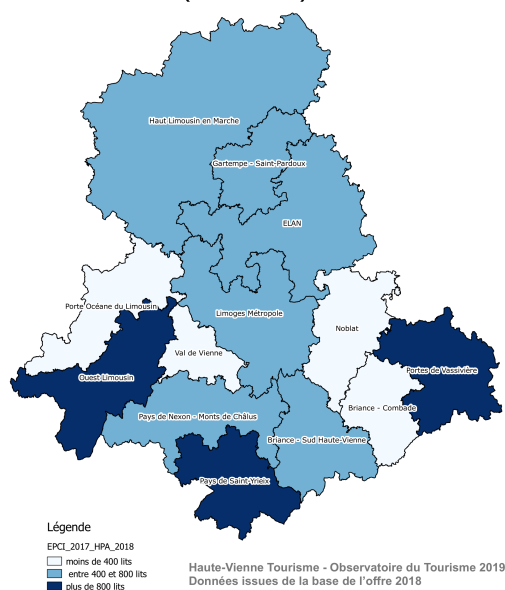 Haut Limousin en Marche
Gartempe - Saint-Pardoux
ELAN
Porte Océane du Limousin
Limoges Métropole
Noblat
Val de Vienne
Ouest Limousin
Portes de Vassivière
Briance - Combade
Pays de Nexon - Monts de Châlus
Briance - Sud Haute-Vienne
Pays de Saint-Yrieix
Légende
EPCI_2017_HPA_2018
moins de 400 lits
entre 400 et 800 lits
plus de 800 lits
Haute-Vienne Tourisme - Observatoire du Tourisme 2019
Données issues de la base de l'offre 2018